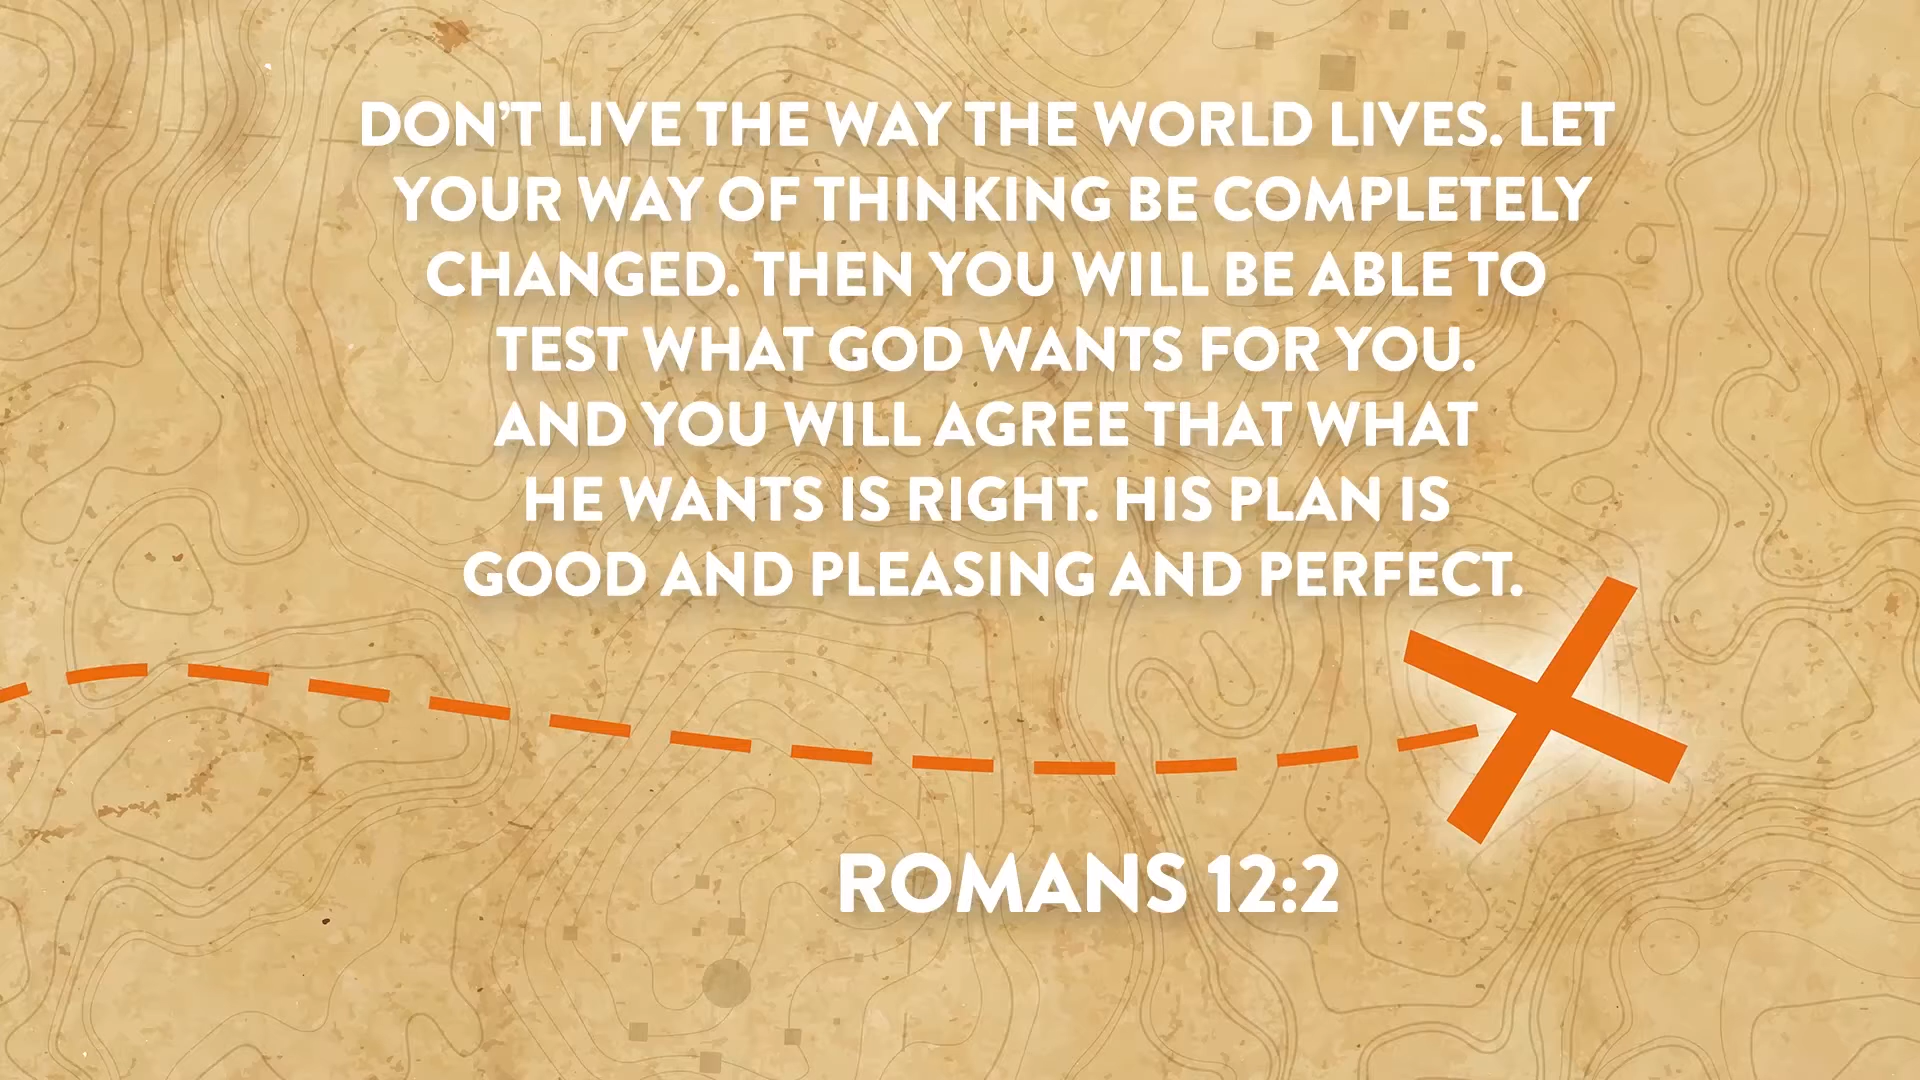 DON'T LIVE THE WAY THE WORLD LIVES. LET
YOUR WAY OF THINKING BE COMPLETELY
CHANGED. THEN YOU WILL BE ABLE TO
TEST WHAT GOD WANTS FOR YOU.
AND YOU WILL AGREE THAT WHAT
HE WANTS IS RIGHT. HIS PLAN IS
GOOD AND PLEASING AND PERFECT.
ROMANS 12:2